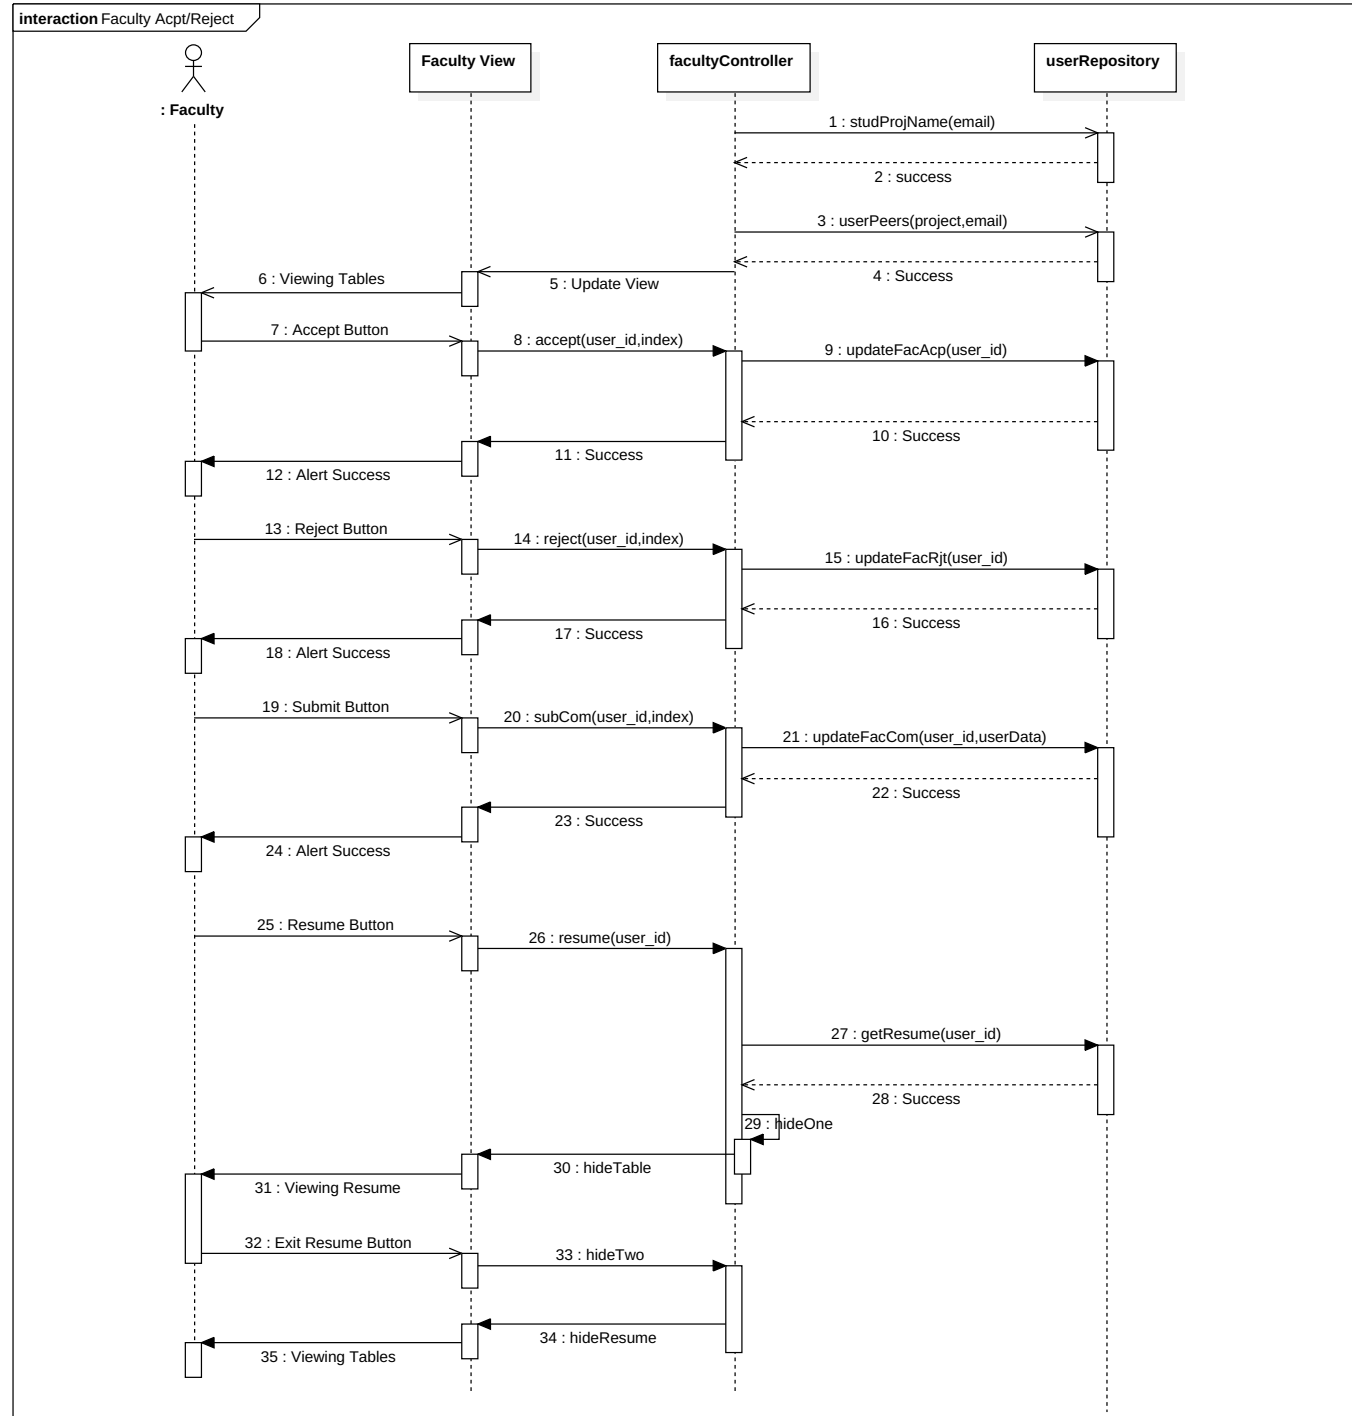 interaction Faculty Acpt/Reject
Faculty View
facultyController
userRepository
: Faculty
1 : studProjName(email)
2 : success
3 : userPeers(project,email)
4 : Success
5 : Update View
6 : Viewing Tables
7 : Accept Button
8 : accept(user_id,index)
9 : updateFacAcp(user_id)
10 : Success
11 : Success
12 : Alert Success
13 : Reject Button
14 : reject(user_id,index)
15 : updateFacRjt(user_id)
16 : Success
17 : Success
18 : Alert Success
19 : Submit Button
20 : subCom(user_id,index)
21 : updateFacCom(user_id,userData)
22 : Success
23 : Success
24 : Alert Success
25 : Resume Button
26 : resume(user_id)
27 : getResume(user_id)
28 : Success
29 : hideOne
30 : hideTable
31 : Viewing Resume
32 : Exit Resume Button
33 : hideTwo
34 : hideResume
35 : Viewing Tables